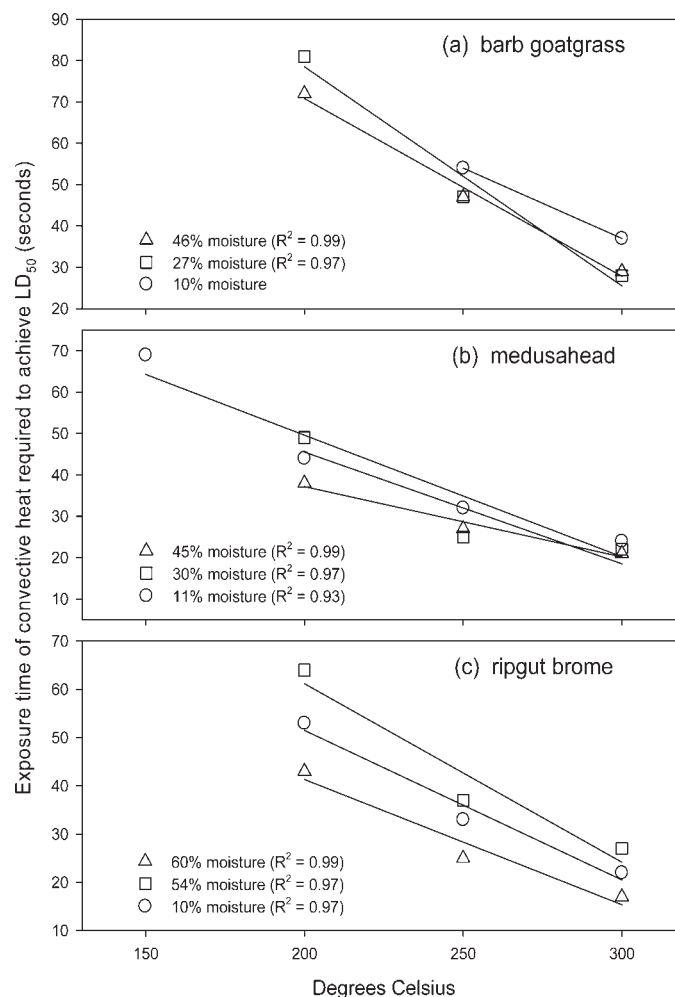 Exposure time of convective heat required to achieve LD50 (seconds)
90
80
70
60
50
40
30
20
(a) barb goatgrass
46% moisture (R² = 0.99)
27% moisture (R² = 0.97)
10% moisture
70
60
50
40
30
20
10
(b) medusahead
45% moisture (R² = 0.99)
30% moisture (R² = 0.97)
11% moisture (R² = 0.93)
70
60
50
40
30
20
10
(c) ripgut brome
60% moisture (R² = 0.99)
54% moisture (R² = 0.97)
10% moisture (R² = 0.97)
150 200 250 300
Degrees Celsius